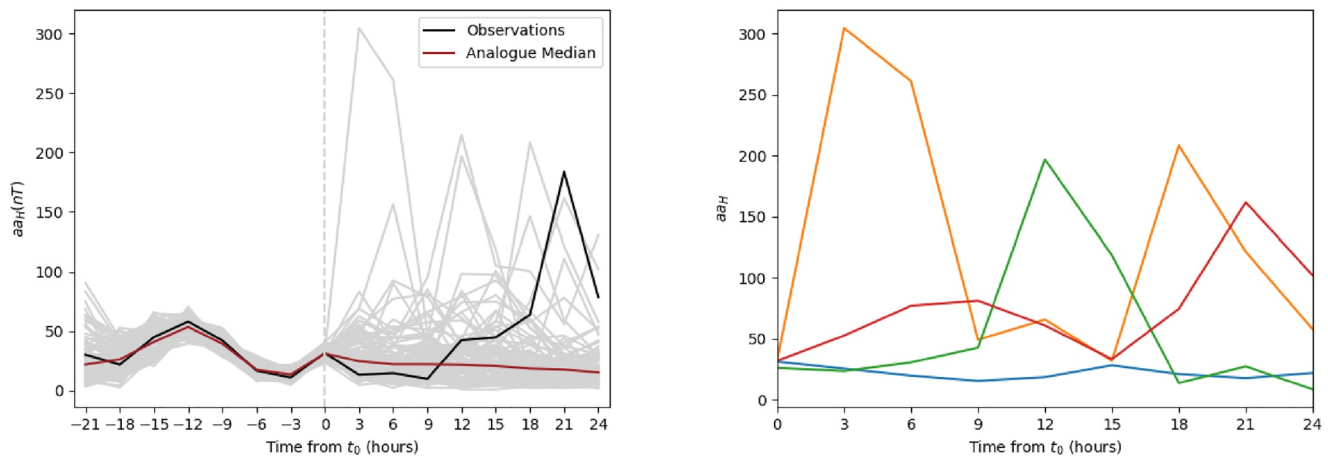 300
250
200
150
100
50
0
aa_H(nT)
−21 −18 −15 −12 −9 −6 −3 0 3 6 9 12 15 18 21 24
Time from t_0 (hours)
Observations
Analogue Median
300
250
200
150
100
50
0
aa_H
0 3 6 9 12 15 18 21 24
Time from t_0 (hours)